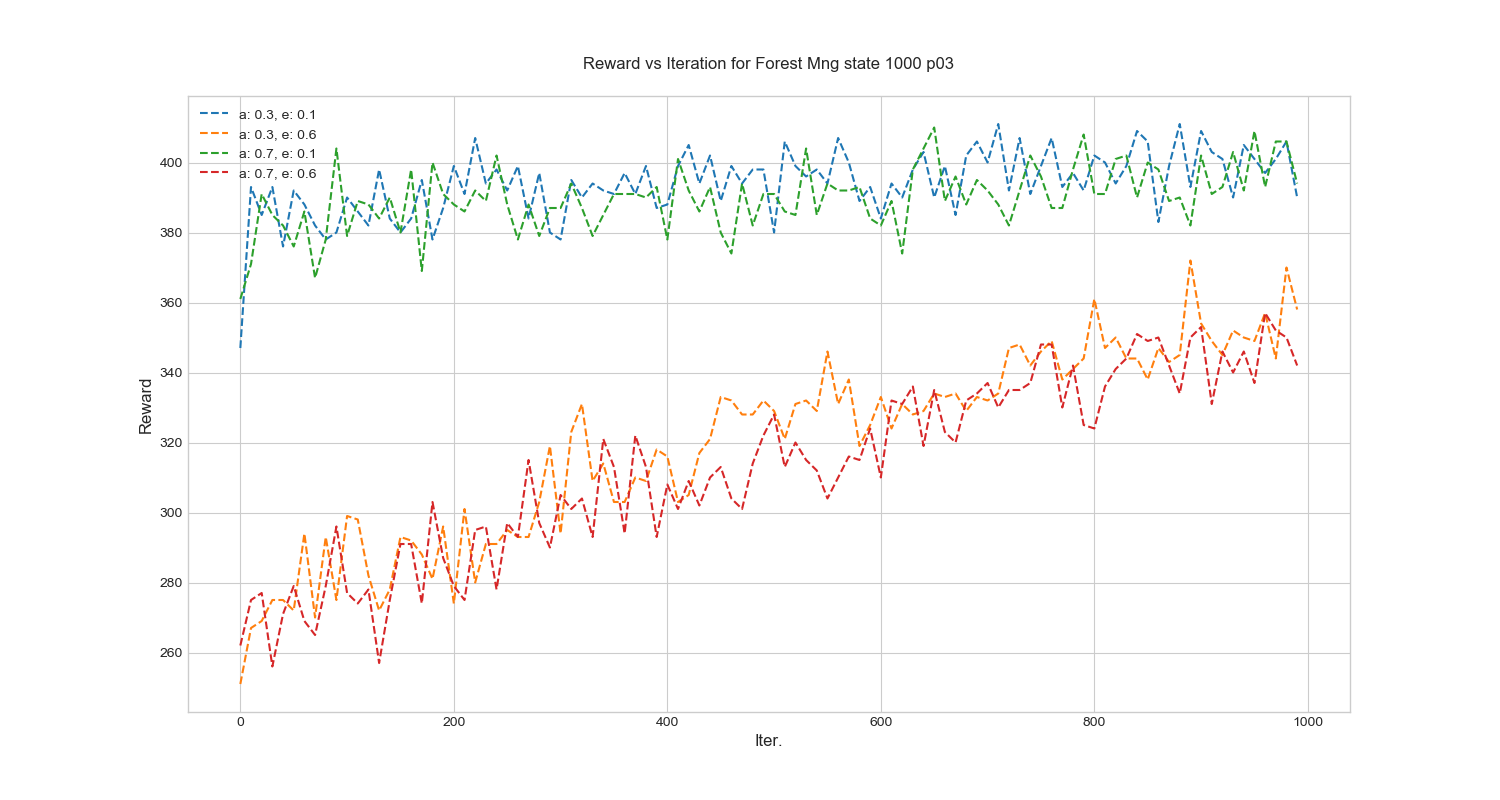 Reward vs Iteration for Forest Mng state 1000 p03
a: 0.3, e: 0.1
a: 0.3, e: 0.6
a: 0.7, e: 0.1
a: 0.7, e: 0.6
400
380
360
340
320
300
280
260
Reward
0 200 400 600 800 1000
Iter.